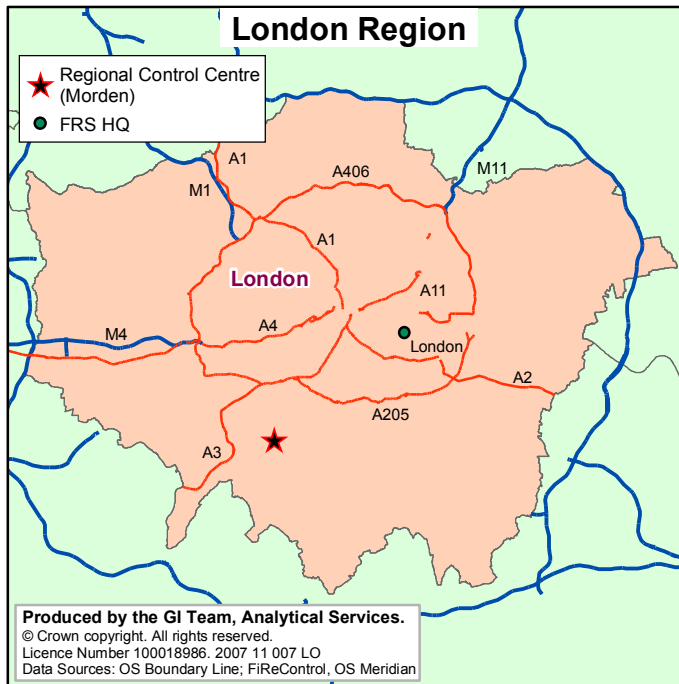 London Region
Regional Control Centre
(Morden)
FRS HQ
A1
M11
A406
M1
A1
London
A11
A4
M4
London
A2
A205
A3
Produced by the GI Team, Analytical Services.
© Crown copyright. All rights reserved.
Licence Number 100018986. 2007 11 007 LO
Data Sources: OS Boundary Line; FiReControl, OS Meridian